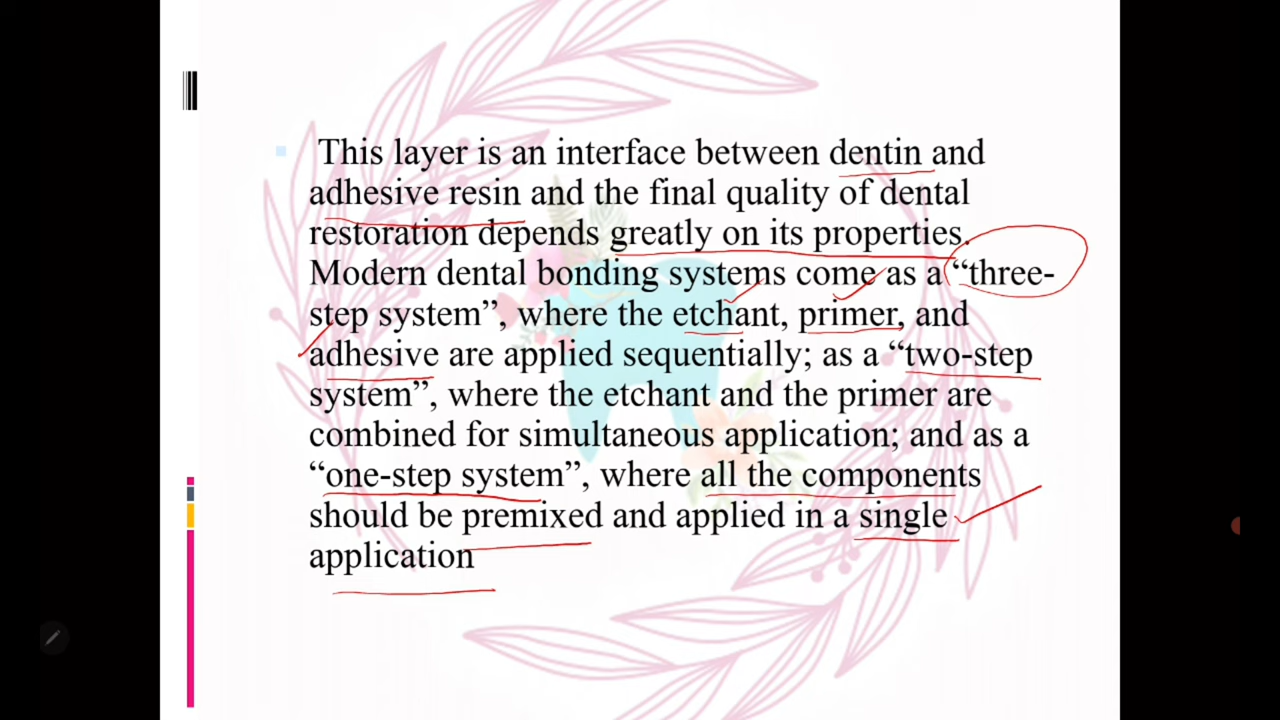 This layer is an interface between dentin and
adhesive resin and the final quality of dental
restoration depends greatly on its properties.
Modern dental bonding systems come as a “three-
step system”, where the etchant, primer, and
adhesive are applied sequentially; as a “two-step
system”, where the etchant and the primer are
combined for simultaneous application; and as a
“one-step system”, where all the components
should be premixed and applied in a single
application